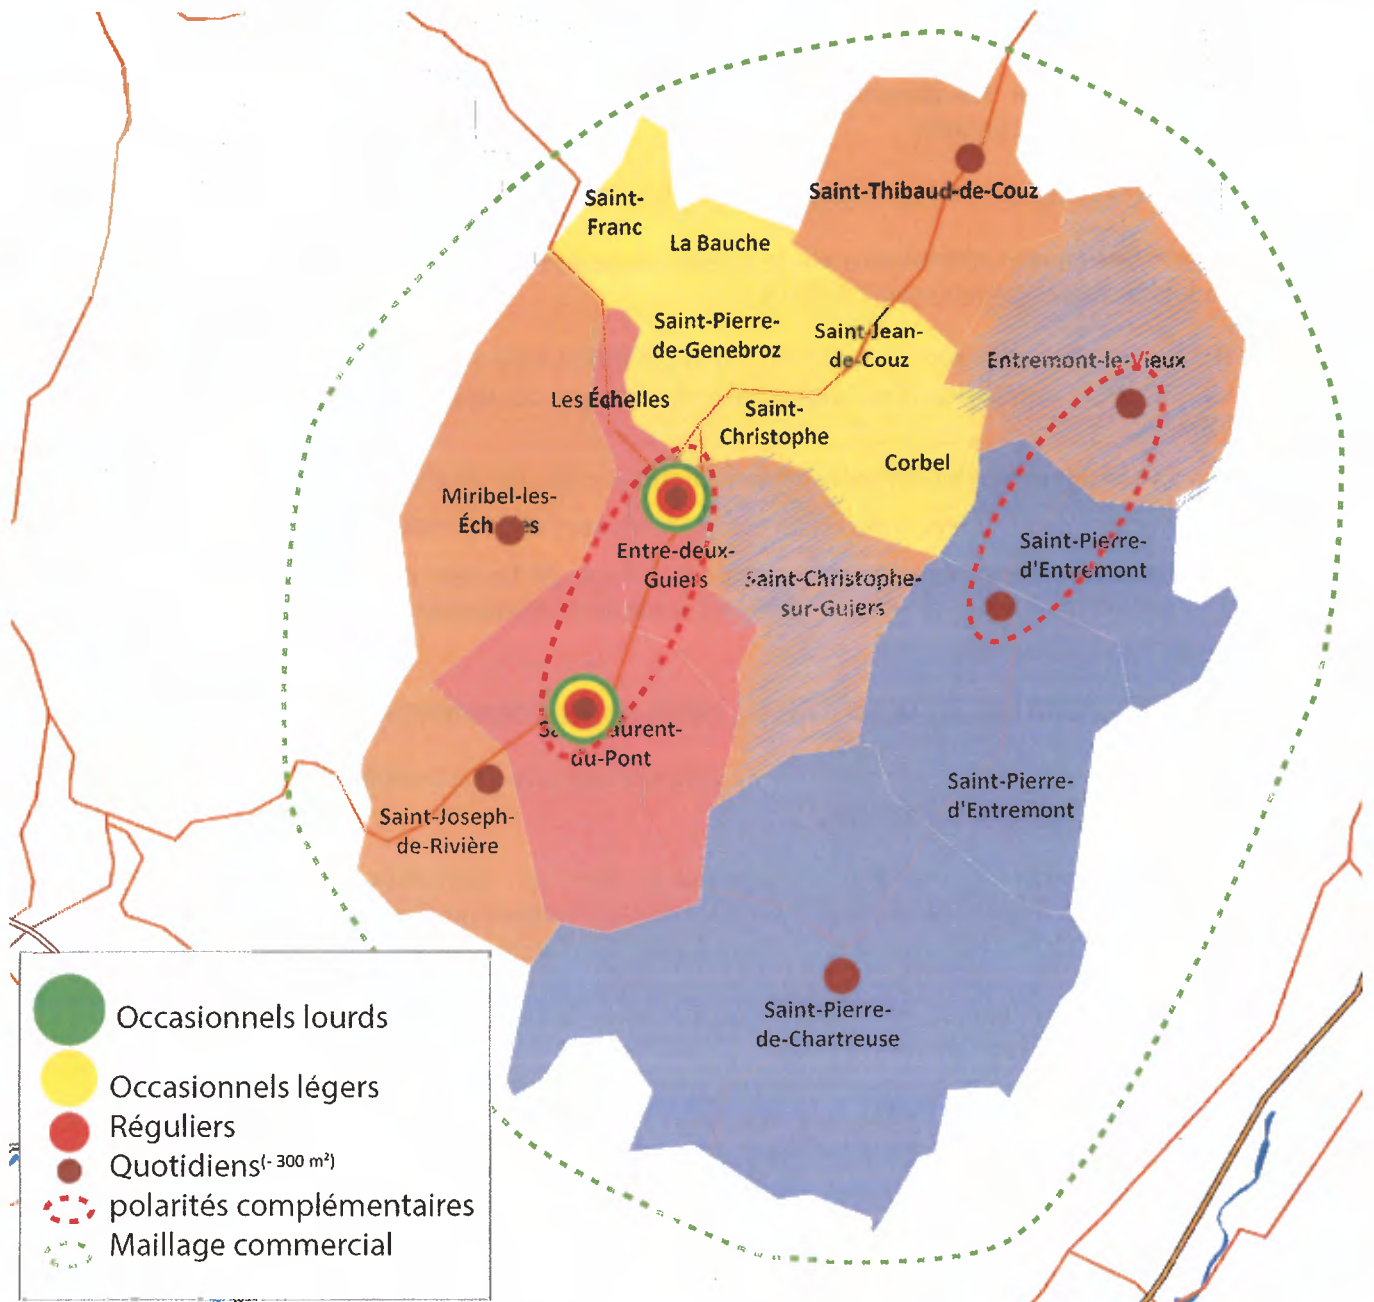 Saint-
Franc
La Bauche
Saint-Thibaud-de-Couz
Saint-Pierre-
de-Genebroz
Saint-Jean-
de-Couz
Entremont-le-Vieux
Les Échelles
Saint-
Christophe
Corbel
Miribel-les-
Échelles
Entre-deux-
Guiers
Saint-Christophe-
sur-Guiers
Saint-Pierre-
d'Entremont
Saint-Laurent-
du-Pont
Saint-Pierre-
d'Entremont
Saint-Joseph-
de-Rivière
Saint-Pierre-
de-Chartreuse
Occasionnels lourds
Occasionnels légers
Réguliers
Quotidiens(- 300 m²)
polarités complémentaires
Maillage commercial